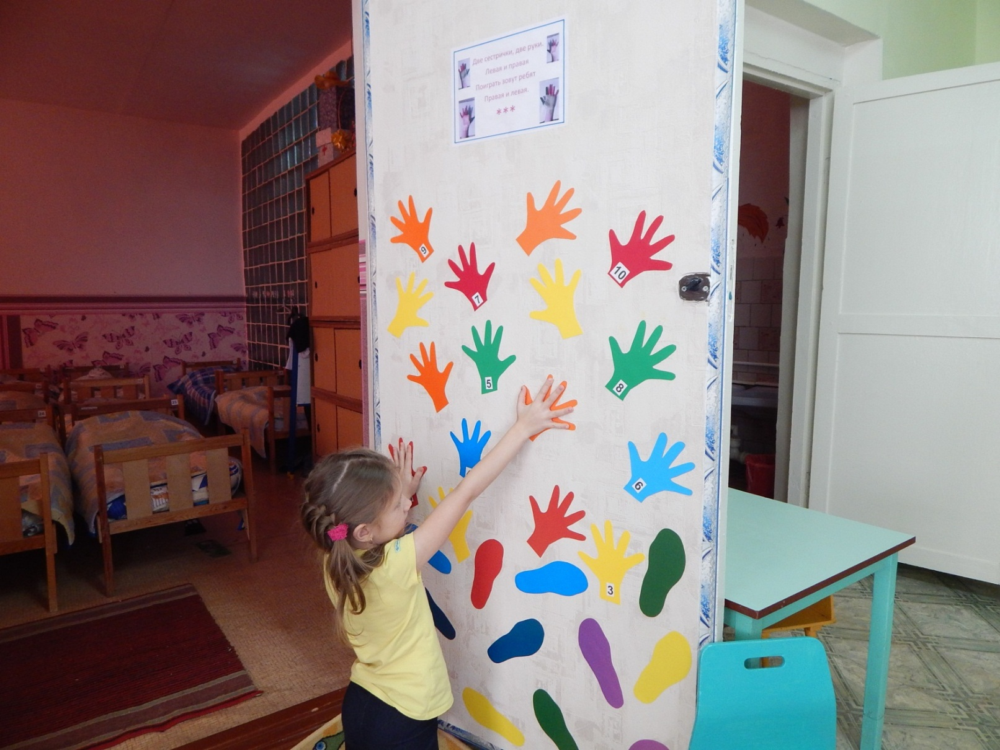 Две сестрички, две руки.
Левая и правая
Поиграть зовут ребят
Правая и левая.
***
9
7
10
5
8
6
3